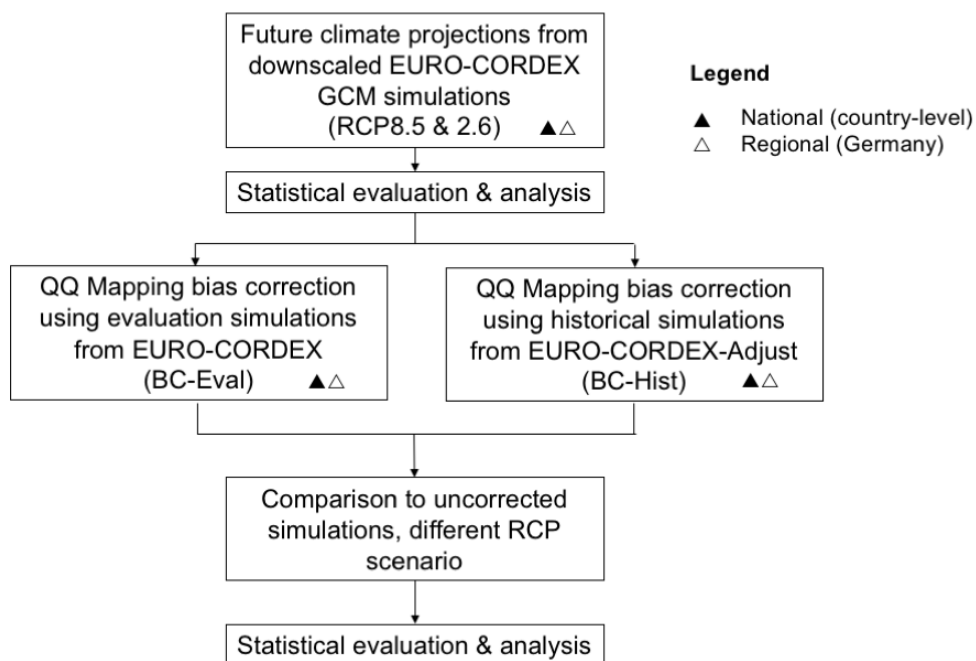 Future climate projections from
downscaled EURO-CORDEX
GCM simulations
(RCP8.5 & 2.6) ▲△
Legend
▲ National (country-level)
△ Regional (Germany)
Statistical evaluation & analysis
QQ Mapping bias correction
using evaluation simulations
from EURO-CORDEX
(BC-Eval) ▲△
QQ Mapping bias correction
using historical simulations
from EURO-CORDEX-Adjust
(BC-Hist) ▲△
Comparison to uncorrected
simulations, different RCP
scenario
Statistical evaluation & analysis